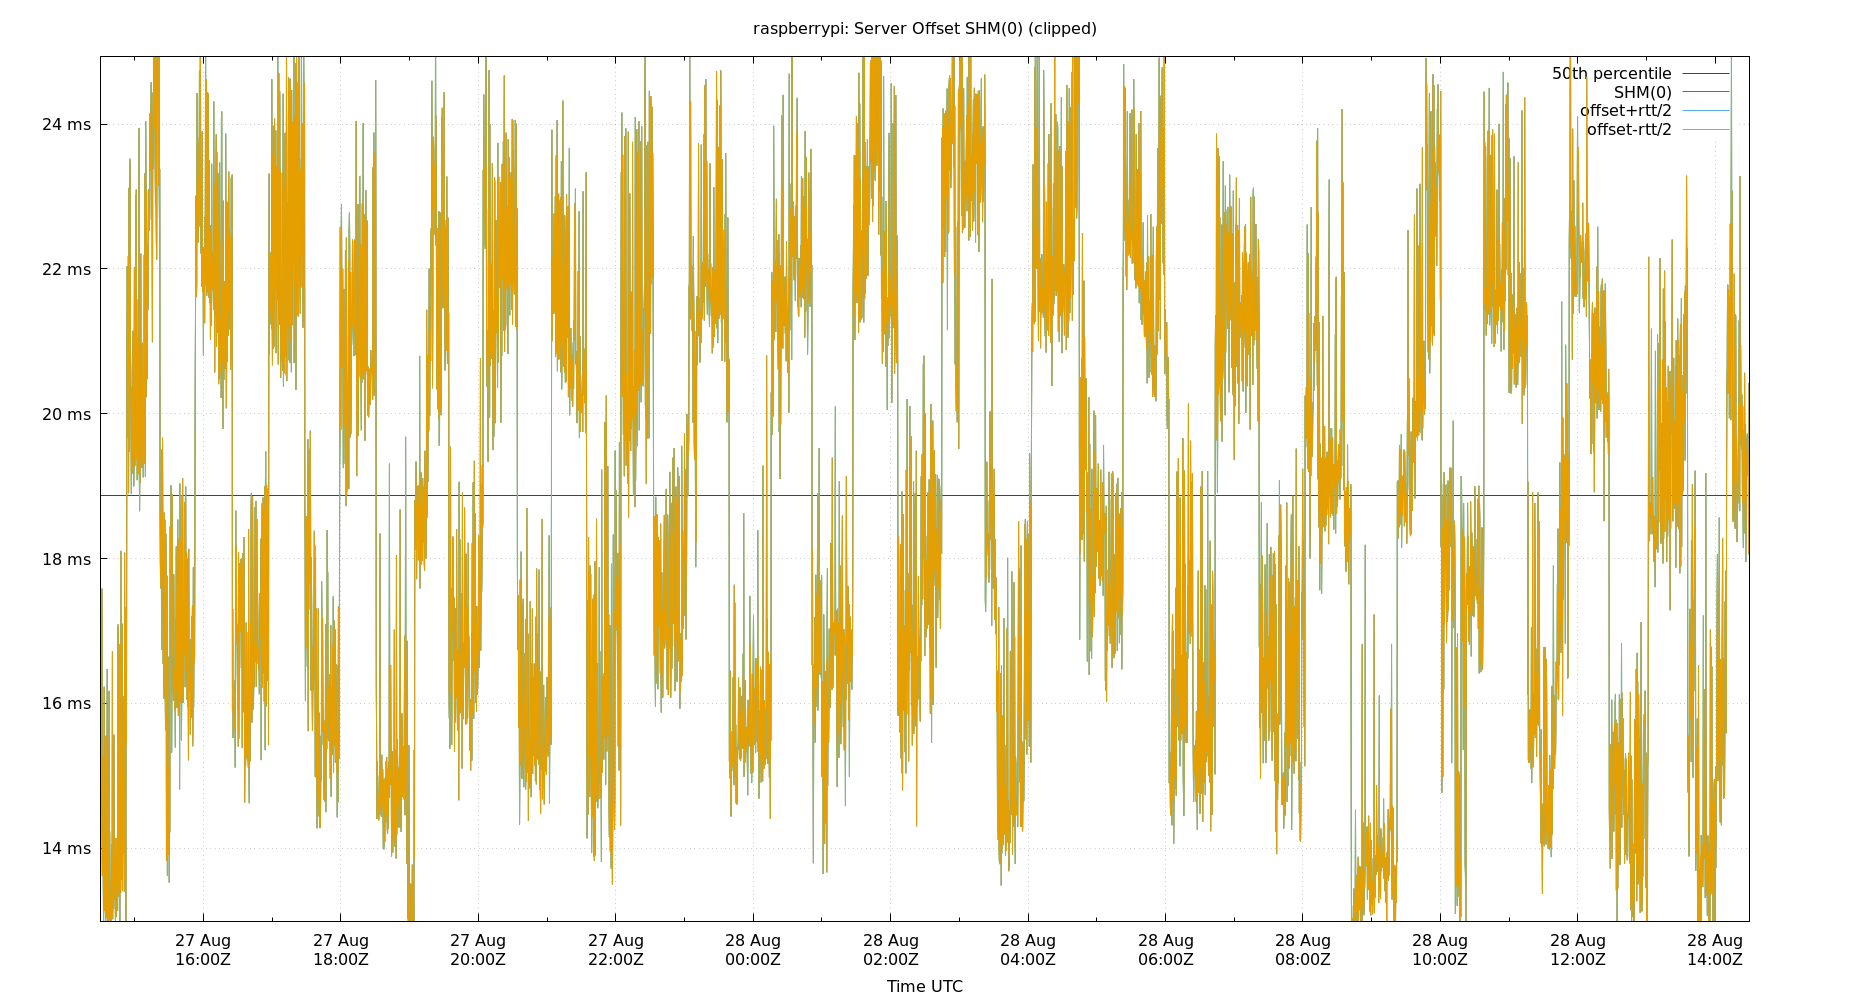 raspberrypi: Server Offset SHM(0) (clipped)
50th percentile
SHM(0)
offset+rtt/2
offset-rtt/2
24 ms
22 ms
20 ms
18 ms
16 ms
14 ms
27 Aug 27 Aug 27 Aug 27 Aug 28 Aug 28 Aug 28 Aug 28 Aug 28 Aug 28 Aug 28 Aug 28 Aug
16:00Z 18:00Z 20:00Z 22:00Z 00:00Z 02:00Z 04:00Z 06:00Z 08:00Z 10:00Z 12:00Z 14:00Z
Time UTC